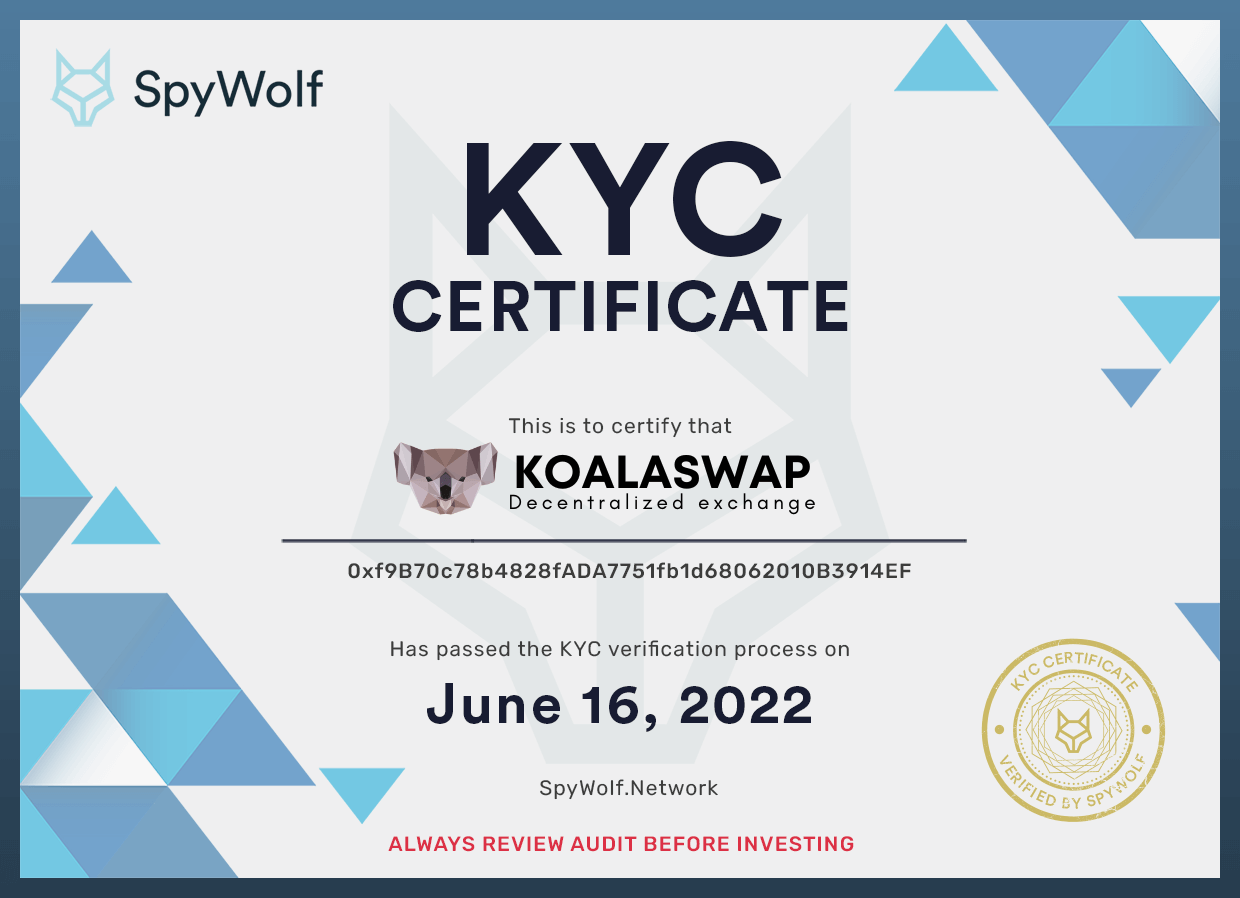 SpyWolf
KYC
CERTIFICATE
This is to certify that
KOALASWAP
Decentralized exchange
0xf9B70c78b4828fADA7751fb1d68062010B3914EF
Has passed the KYC verification process on
June 16, 2022
SpyWolf.Network
ALWAYS REVIEW AUDIT BEFORE INVESTING
KYC CERTIFICATE
VERIFIED BY SPYWOLF